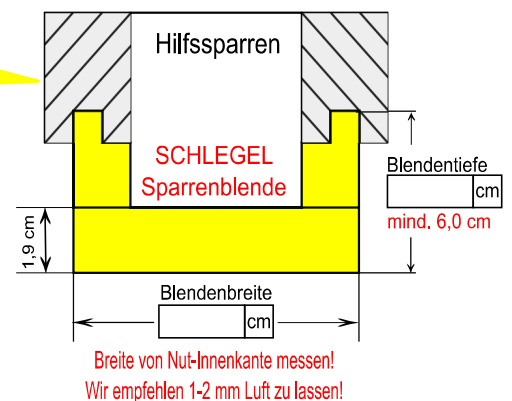 Hilfssparren
SCHLEGEL
Sparrenblende
Blendentiefe
cm
mind. 6,0 cm
1,9 cm
Blendenbreite
cm
Breite von Nut-Innenkante messen!
Wir empfehlen 1-2 mm Luft zu lassen!